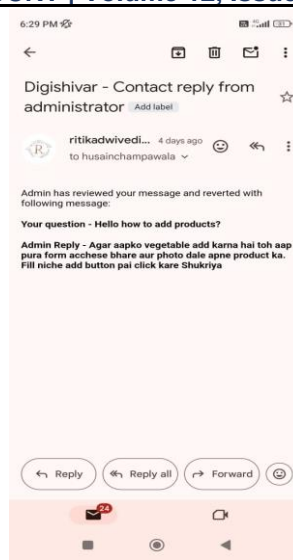 6:29 PM
Digishivar - Contact reply from
administrator Add label
ritikadwivedi... 4 days ago
to husainchampawala
Admin has reviewed your message and reverted with
following message:
Your question - Hello how to add products?
Admin Reply - Agar aapko vegetable add karna hai toh aap
pura form acchese bhare aur photo dale apne product ka.
Fill niche add button pai click kare Shukriya
Reply Reply all Forward
24